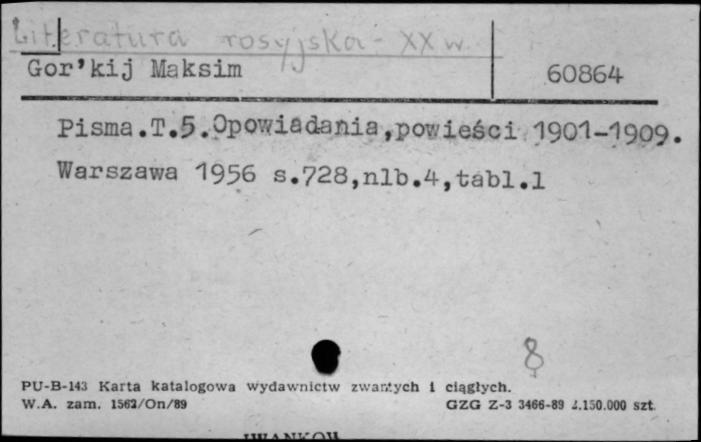 Literatura rosyjska - XX w.
Gor'kij Maksim 60864
Pisma.T.5.Opowiadania,powieści 1901-1909.
Warszawa 1956 s.728,nlb.4,tabl.1
8
PU-B-143 Karta katalogowa wydawnictw zwartych i ciągłych.
W.A. zam. 1562/On/89 GZG Z-3 3466-89 2.150.000 szt.